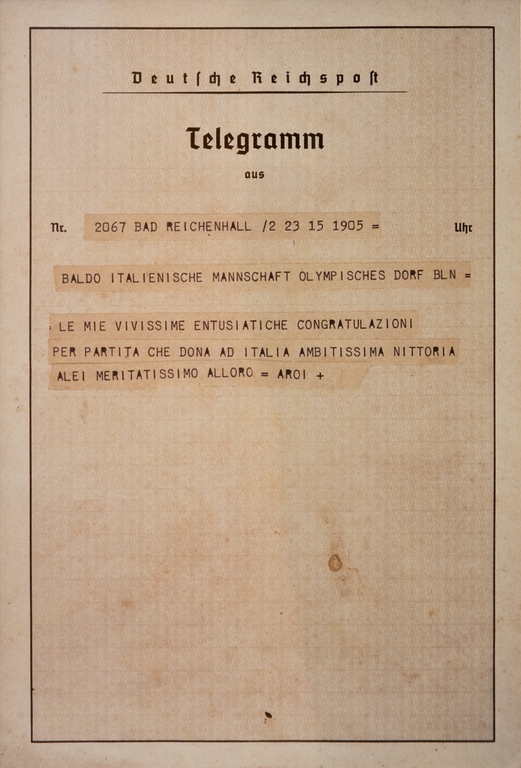 Deutsche Reichspost
Telegramm
aus
Nr. 2067 BAD REICHENHALL /2 23 15 1905 = Uhr
BALDO ITALIENISCHE MANNSCHAFT OLYMPISCHES DORF BLN =
LE MIE VIVISSIME ENTUSIATICHE CONGRATULAZIONI
PER PARTITA CHE DONA AD ITALIA AMBITISSIMA NITTORIA
ALEI MERITATISSIMO ALLORO = AROI +